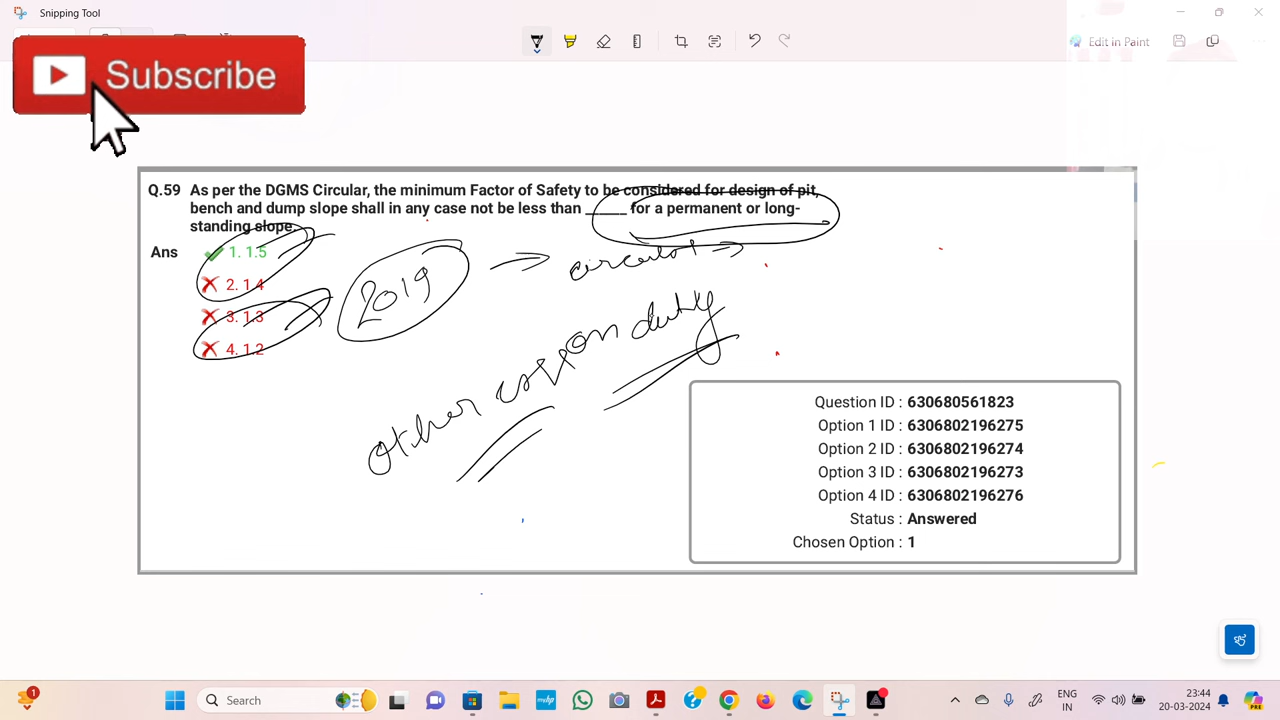 Snipping Tool
Edit in Paint
Subscribe
Q.59 As per the DGMS Circular, the minimum Factor of Safety to be considered for design of pit,
bench and dump slope shall in any case not be less than ______ for a permanent or long-
standing slope.
Ans 1. 1.5
2. 1.4
3. 1.3
4. 1.2
2019
other on duty
Question ID : 630680561823
Option 1 ID : 6306802196275
Option 2 ID : 6306802196274
Option 3 ID : 6306802196273
Option 4 ID : 6306802196276
Status : Answered
Chosen Option : 1
1
Search
ENG
IN
23:44
20-03-2024
PRE